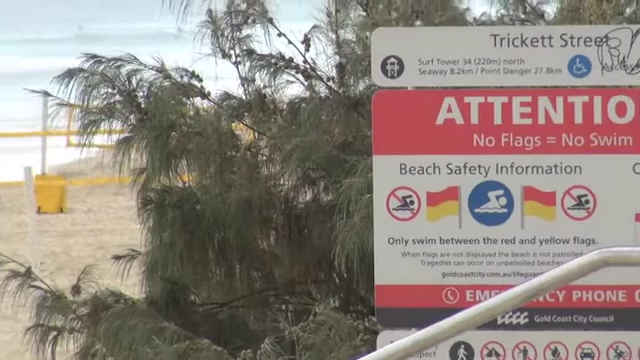 Trickett Street
Surf Tower 34 (220m) north
Seaway 8.2km / Point Danger 27.8km
ATTENTIO
No Flags = No Swim
Beach Safety Information
Only swim between the red and yellow flags.
When flags are not displayed the beach is not patrolled.
Tragedies can occur on unpatrolled beaches
goldcoastcity.com.au/lifeguard
EMERGENCY PHONE
Gold Coast City Council